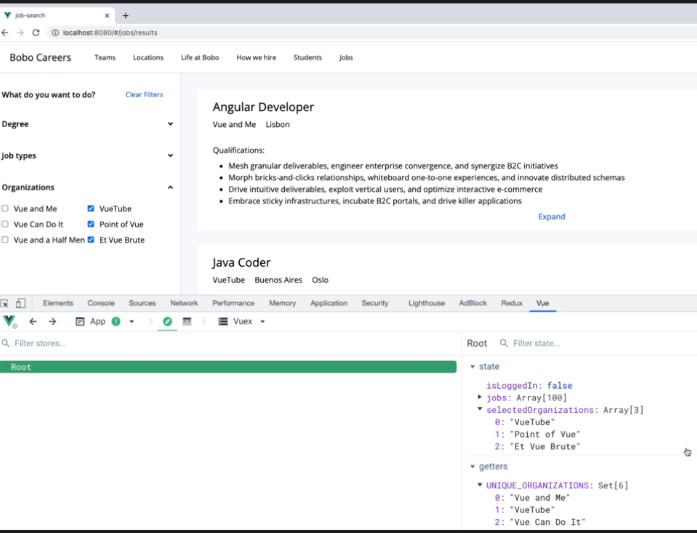 job-search
localhost:8080/#/jobs/results
Bobo Careers Teams Locations Life at Bobo How we hire Students Jobs
What do you want to do? Clear Filters
Degree
Job types
Organizations
Vue and Me VueTube
Vue Can Do It Point of Vue
Vue and a Half Men Et Vue Brute
Angular Developer
Vue and Me Lisbon
Qualifications:
Mesh granular deliverables, engineer enterprise convergence, and synergize B2C initiatives
Morph bricks-and-clicks relationships, whiteboard one-to-one experiences, and innovate distributed schemas
Drive intuitive deliverables, exploit vertical users, and optimize interactive e-commerce
Embrace sticky infrastructures, incubate B2C portals, and drive killer applications
Expand
Java Coder
VueTube Buenos Aires Oslo
Elements Console Sources Network Performance Memory Application Security Lighthouse AdBlock Redux Vue
App Vuex
Filter stores...
Root
Root Filter state...
state
isLoggedIn: false
jobs: Array[100]
selectedOrganizations: Array[3]
0: "VueTube"
1: "Point of Vue"
2: "Et Vue Brute"
getters
UNIQUE_ORGANIZATIONS: Set[6]
0: "Vue and Me"
1: "VueTube"
2: "Vue Can Do It"